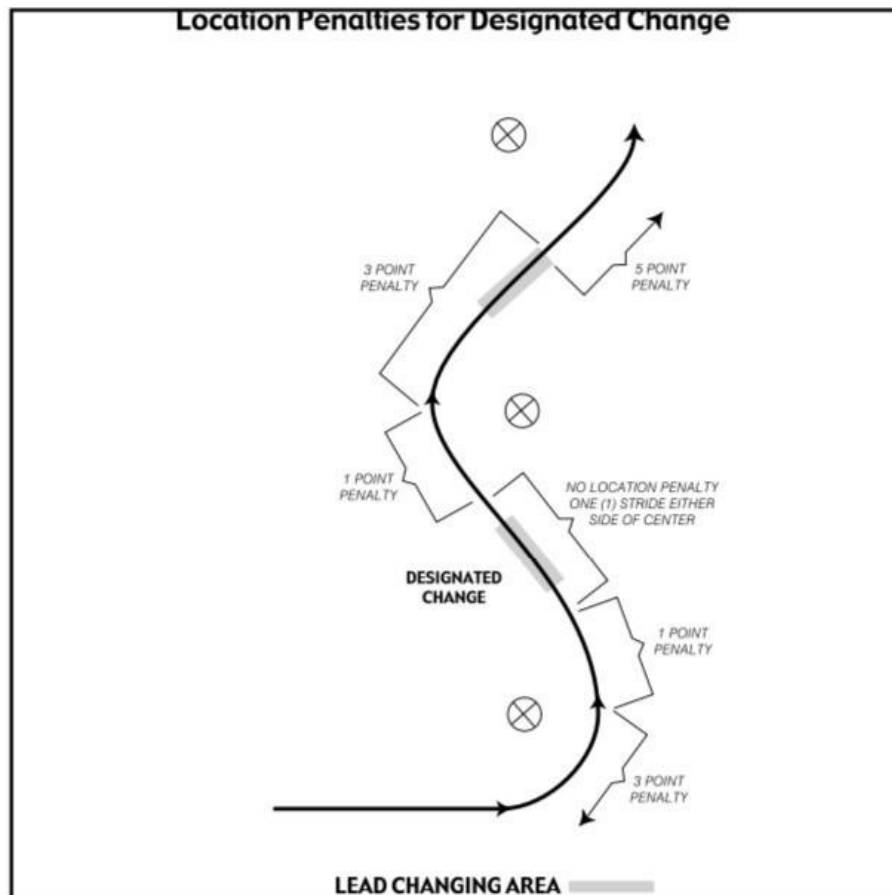 Location Penalties for Designated Change
3 POINT
PENALTY
5 POINT
PENALTY
1 POINT
PENALTY
NO LOCATION PENALTY
ONE (1) STRIDE EITHER
SIDE OF CENTER
DESIGNATED
CHANGE
1 POINT
PENALTY
3 POINT
PENALTY
LEAD CHANGING AREA